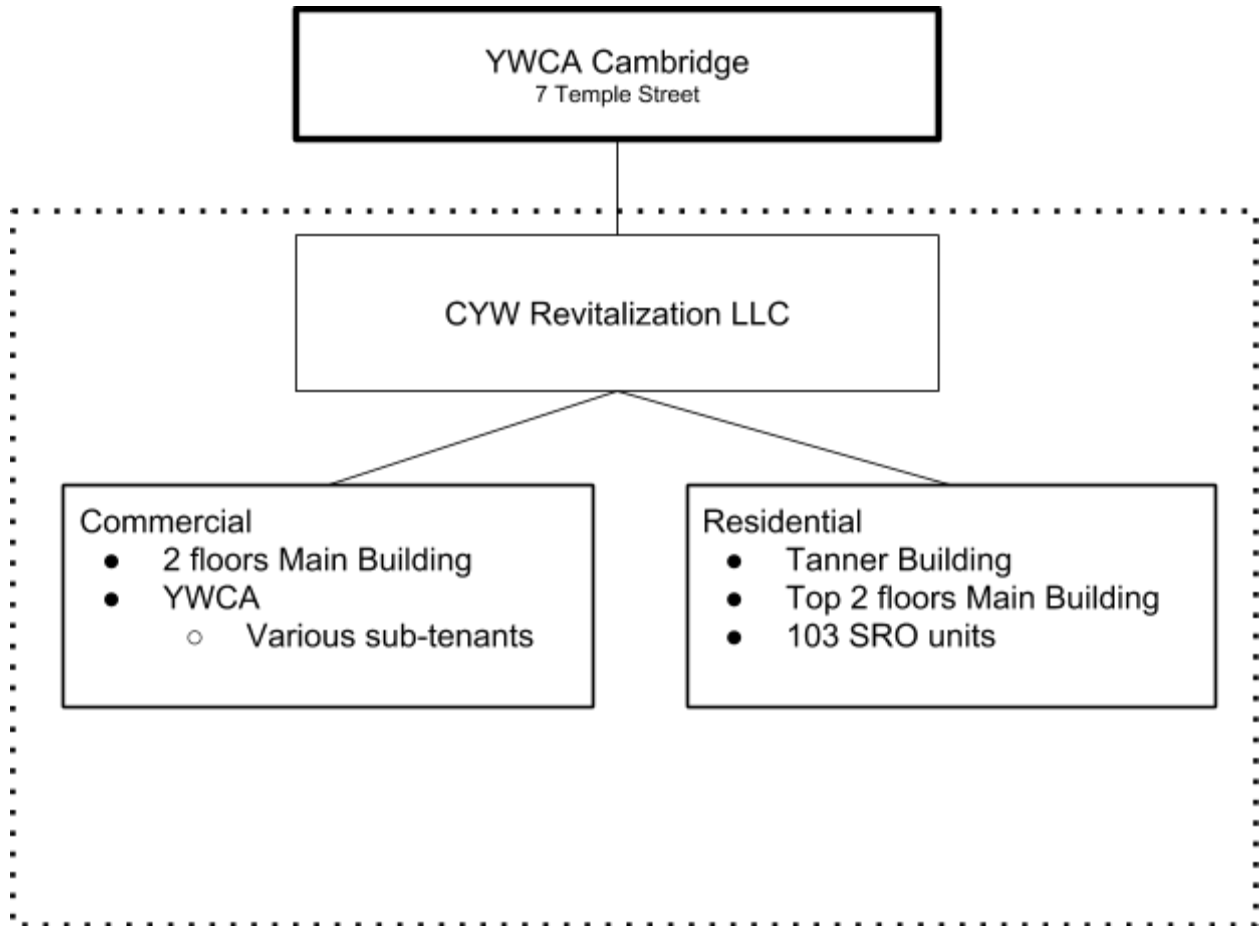 YWCA Cambridge
7 Temple Street
CYW Revitalization LLC
Commercial
● 2 floors Main Building
● YWCA
○ Various sub-tenants
Residential
● Tanner Building
● Top 2 floors Main Building
● 103 SRO units